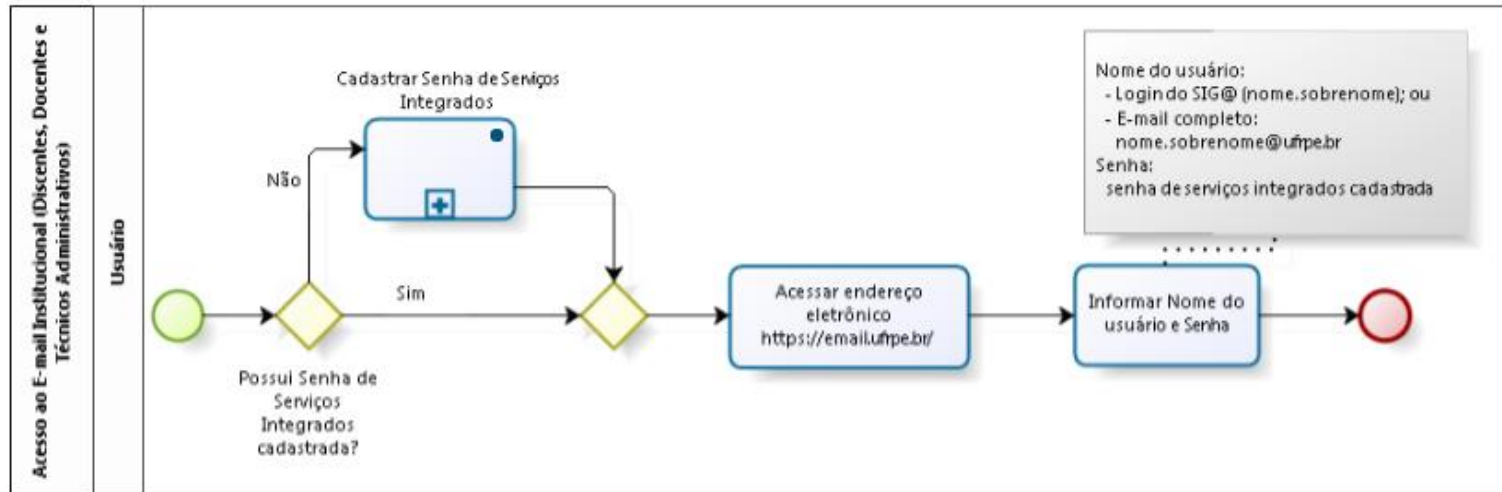 Acesso ao E-mail Institucional (Discentes, Docentes e
Técnicos Administrativos)
Usuário
Cadastrar Senha de Serviços
Integrados
Não
Sim
Possui Senha de
Serviços
Integrados
cadastrada?
Acessar endereço
eletrônico
https://email.ufrpe.br/
Nome do usuário:
- Login do SIG@ (nome.sobrenome); ou
- E-mail completo:
nome.sobrenome@ufrpe.br
Senha:
senha de serviços integrados cadastrada
Informar Nome do
usuário e Senha